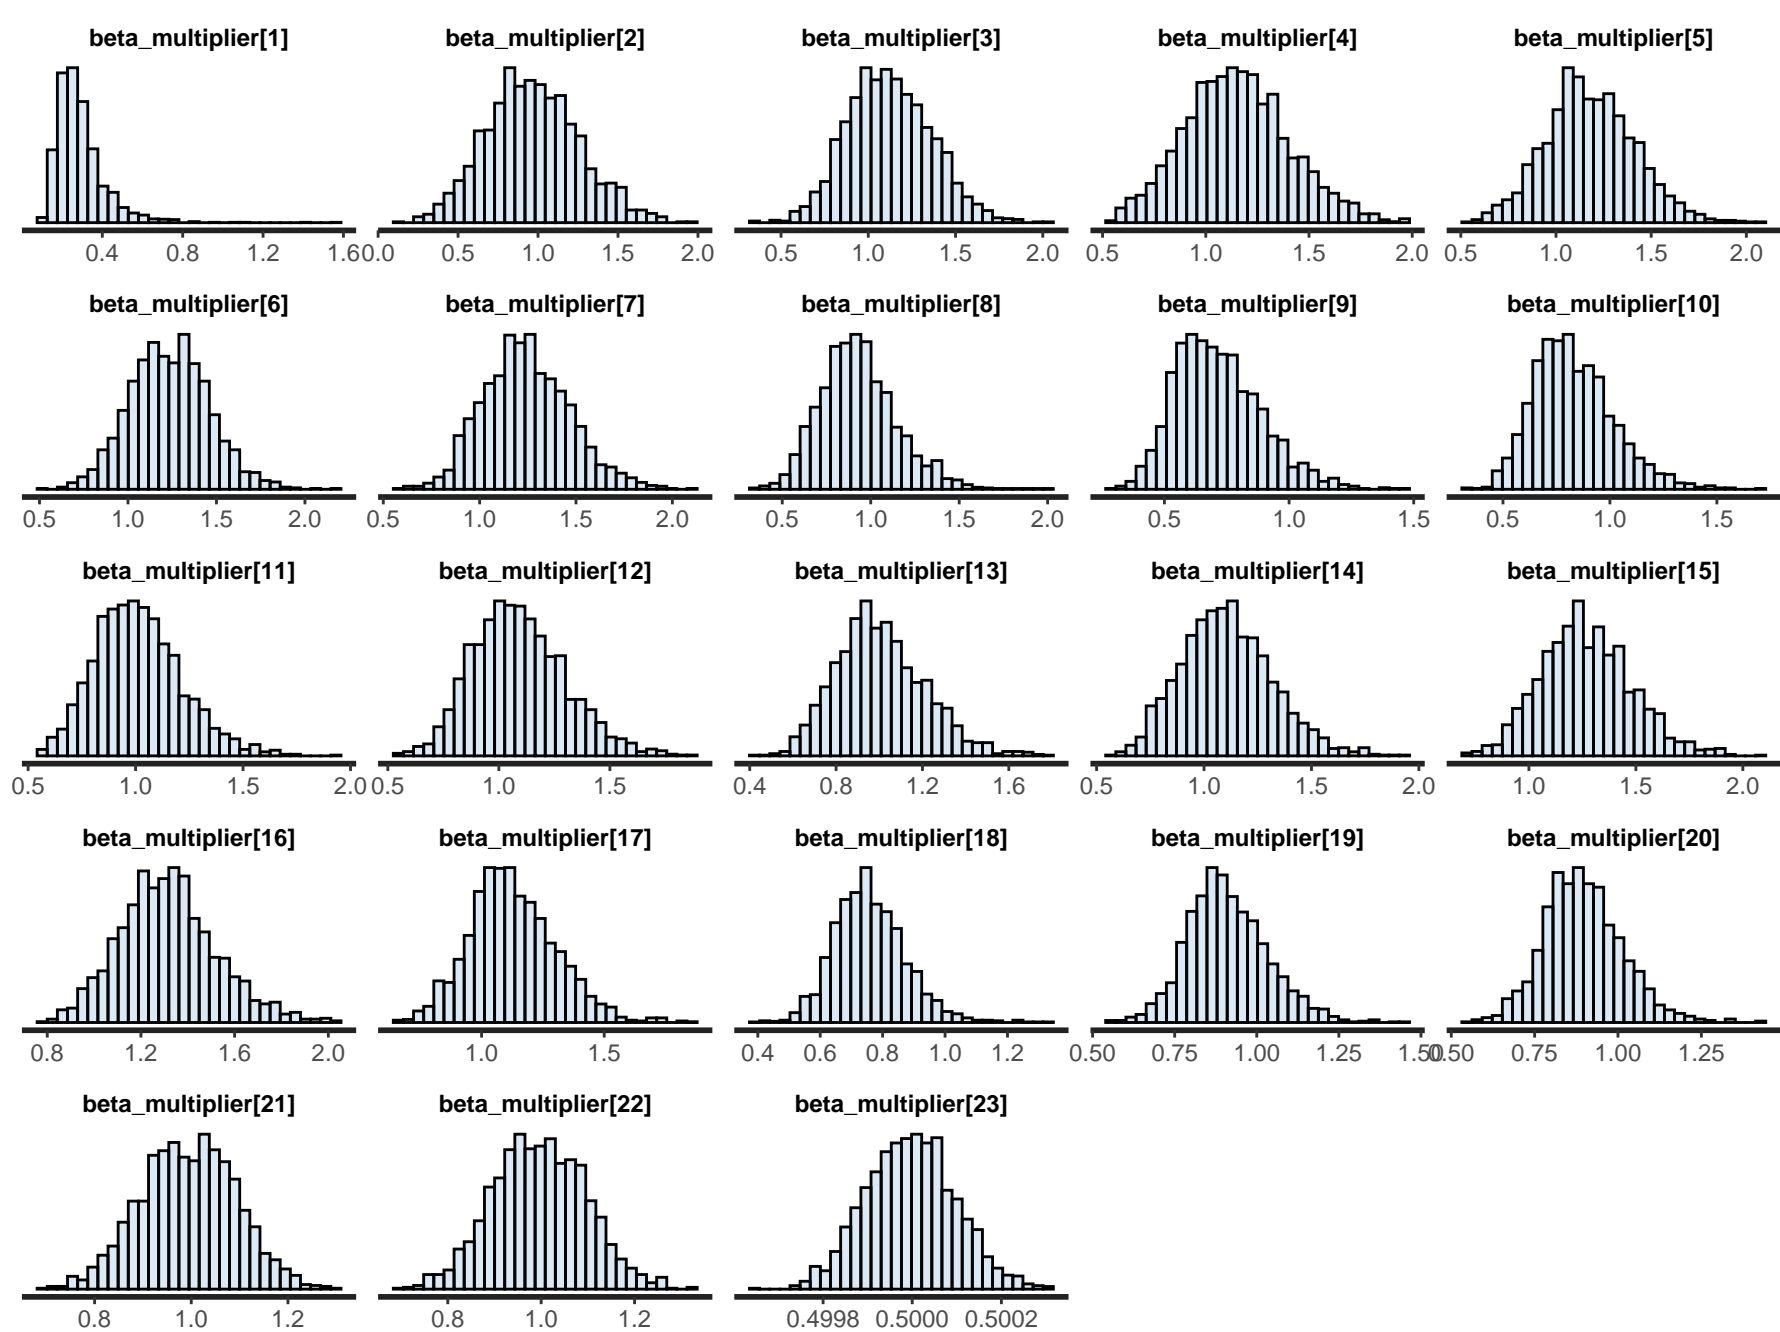 beta_multiplier[1] beta_multiplier[2] beta_multiplier[3] beta_multiplier[4] beta_multiplier[5]
0.4 0.8 1.2 1.6 0.0 0.5 1.0 1.5 2.0 0.5 1.0 1.5 2.0 0.5 1.0 1.5 2.0 0.5 1.0 1.5 2.0
beta_multiplier[6] beta_multiplier[7] beta_multiplier[8] beta_multiplier[9] beta_multiplier[10]
0.5 1.0 1.5 2.0 0.5 1.0 1.5 2.0 0.5 1.0 1.5 2.0 0.5 1.0 1.5 0.5 1.0 1.5
beta_multiplier[11] beta_multiplier[12] beta_multiplier[13] beta_multiplier[14] beta_multiplier[15]
0.5 1.0 1.5 2.0 0.5 1.0 1.5 0.4 0.8 1.2 1.6 0.5 1.0 1.5 2.0 1.0 1.5 2.0
beta_multiplier[16] beta_multiplier[17] beta_multiplier[18] beta_multiplier[19] beta_multiplier[20]
0.8 1.2 1.6 2.0 1.0 1.5 0.4 0.6 0.8 1.0 1.2 0.50 0.75 1.00 1.25 1.50 0.50 0.75 1.00 1.25
beta_multiplier[21] beta_multiplier[22] beta_multiplier[23]
0.8 1.0 1.2 0.8 1.0 1.2 0.4998 0.5000 0.5002